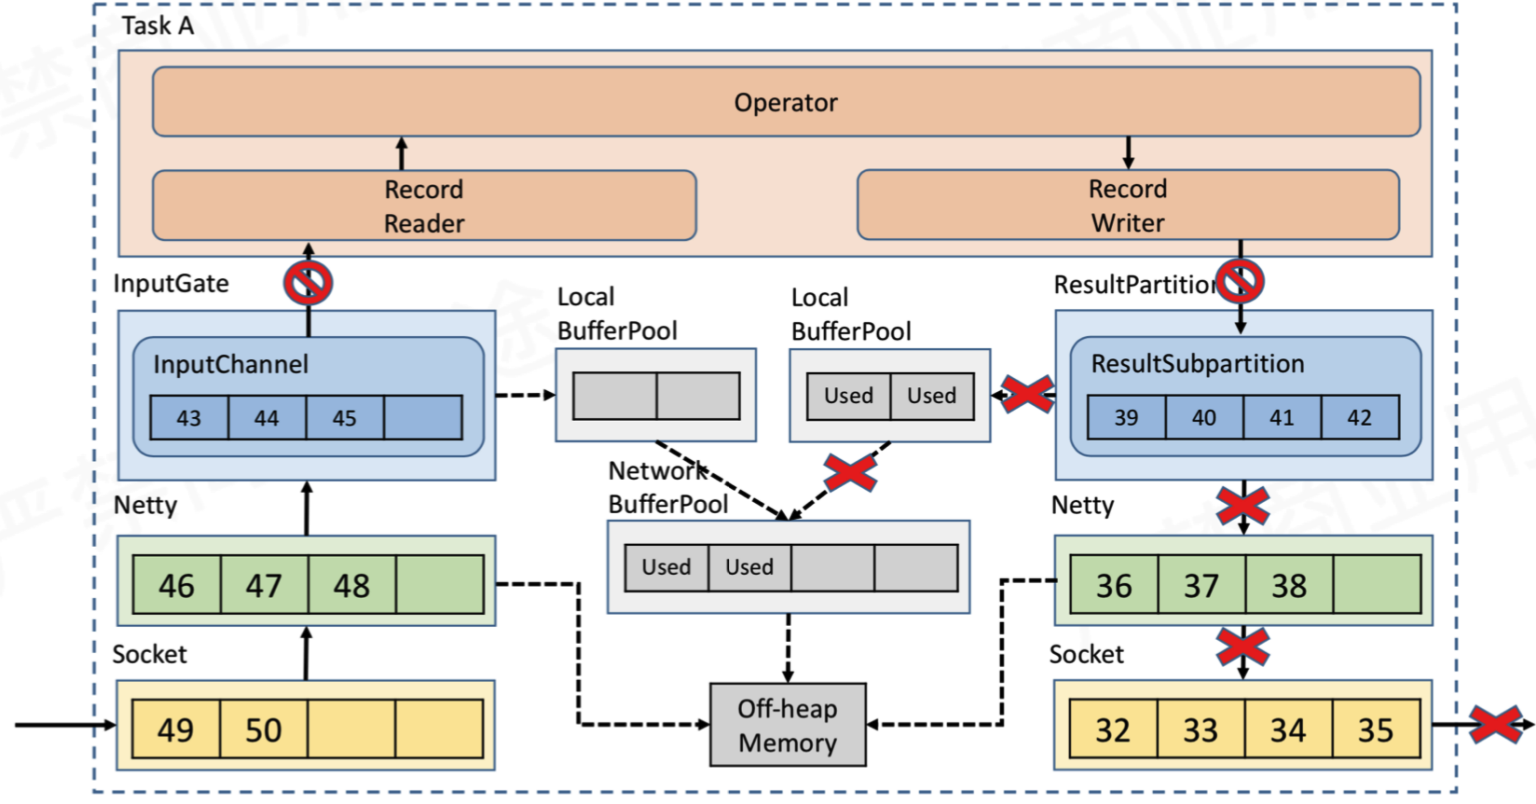 Task A
Operator
Record
Reader
Record
Writer
InputGate
Local
BufferPool
Local
BufferPool
ResultPartition
InputChannel
43 44 45
Used Used
ResultSubpartition
39 40 41 42
Network
BufferPool
Netty
Netty
46 47 48
Used Used
36 37 38
Socket
Socket
49 50
Off-heap
Memory
32 33 34 35